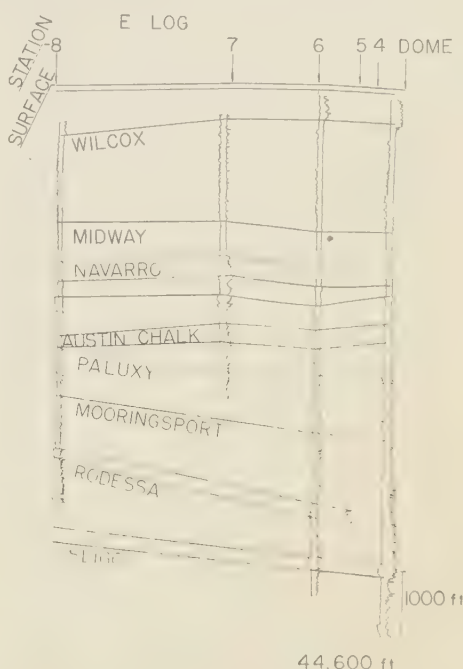 E LOG
STATION
8 7 6 5 4 DOME
SURFACE
WILCOX
MIDWAY
NAVARRO
AUSTIN CHALK
PALUXY
MOORINGSPORT
RODESSA
1000 ft
44,600 ft